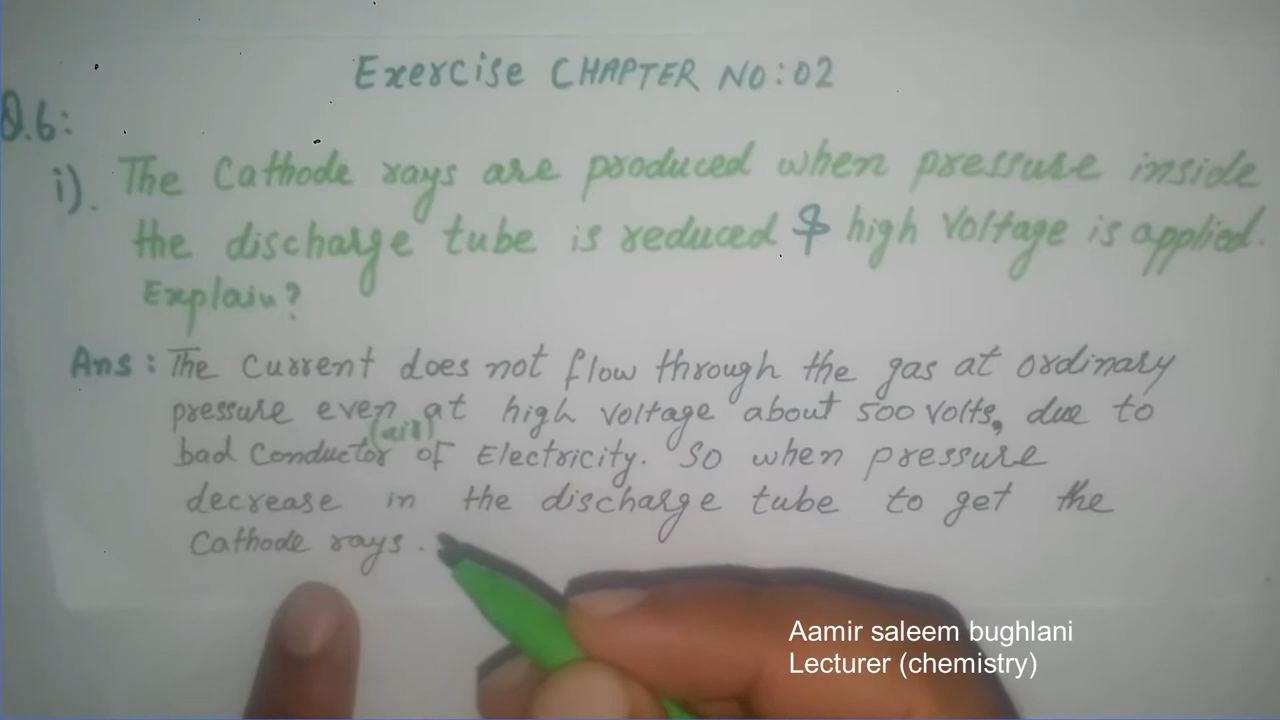 Exercise CHAPTER NO:02
Q.6:
i). The Cathode rays are produced when pressure inside
the discharge tube is reduced & high Voltage is applied.
Explain?
Ans: The Current does not flow through the gas at ordinary
pressure even at high voltage about 500 volts, due to
(air)
bad Conductor of Electricity. So when pressure
decrease in the discharge tube to get the
Cathode rays.
Aamir saleem bughlani
Lecturer (chemistry)